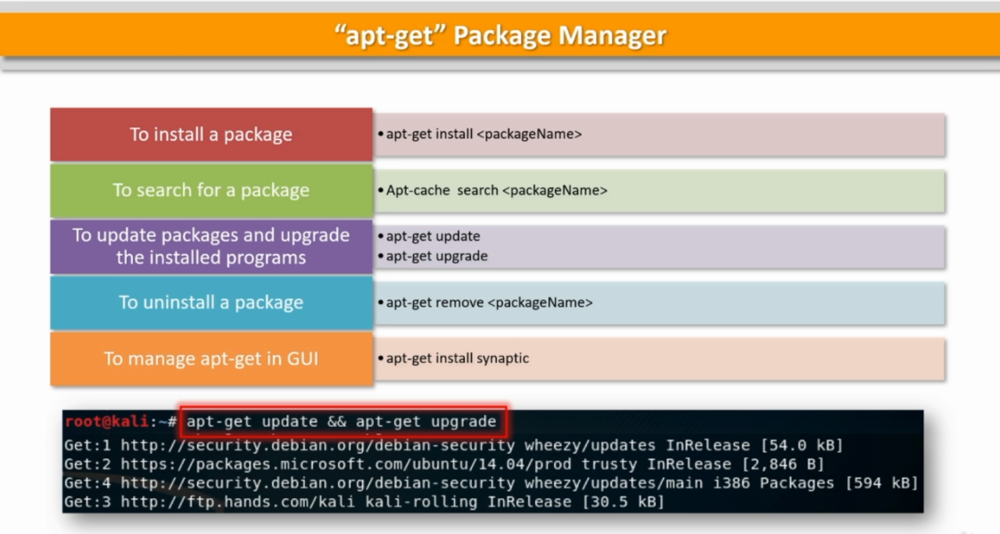 “apt-get” Package Manager
To install a package
• apt-get install <packageName>
To search for a package
• Apt-cache  search <packageName>
To update packages and upgrade
the installed programs
• apt-get update
• apt-get upgrade
To uninstall a package
• apt-get remove <packageName>
To manage apt-get in GUI
• apt-get install synaptic
root@kali:~# apt-get update && apt-get upgrade
Get:1 http://security.debian.org/debian-security wheezy/updates InRelease [54.0 kB]
Get:2 https://packages.microsoft.com/ubuntu/14.04/prod trusty InRelease [2,846 B]
Get:4 http://security.debian.org/debian-security wheezy/updates/main i386 Packages [594 kB]
Get:3 http://ftp.hands.com/kali kali-rolling InRelease [30.5 kB]